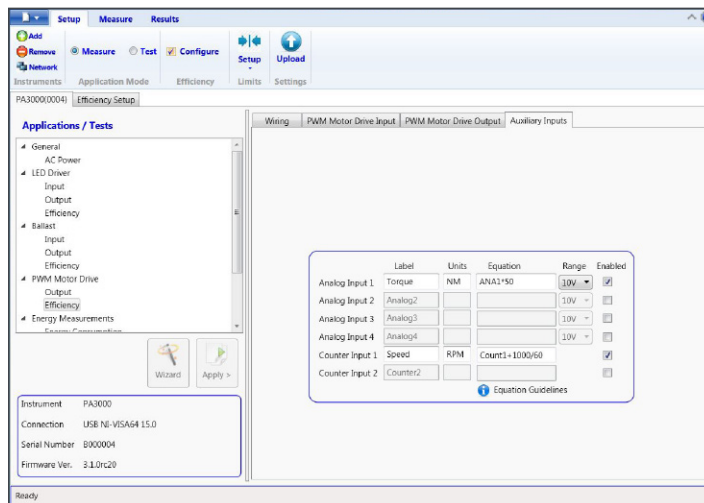 Setup Measure Results
Add
Remove
Network
Measure Test
Configure
Setup
Upload
Instruments Application Mode Efficiency Limits Settings
PA3000(0004) Efficiency Setup
Applications / Tests
General
AC Power
LED Driver
Input
Output
Efficiency
Ballast
Input
Output
Efficiency
PWM Motor Drive
Output
Efficiency
Energy Measurements
Energy Consumption
Wizard Apply >
Instrument PA3000
Connection USB NI-VISA64 15.0
Serial Number B000004
Firmware Ver. 3.1.0rc20
Wiring PWM Motor Drive Input PWM Motor Drive Output Auxiliary Inputs
Label Units Equation Range Enabled
Analog Input 1 Torque NM ANA1*50 10V
Analog Input 2 Analog2 10V
Analog Input 3 Analog3 10V
Analog Input 4 Analog4 10V
Counter Input 1 Speed RPM Count1+1000/60
Counter Input 2 Counter2
Equation Guidelines
Ready